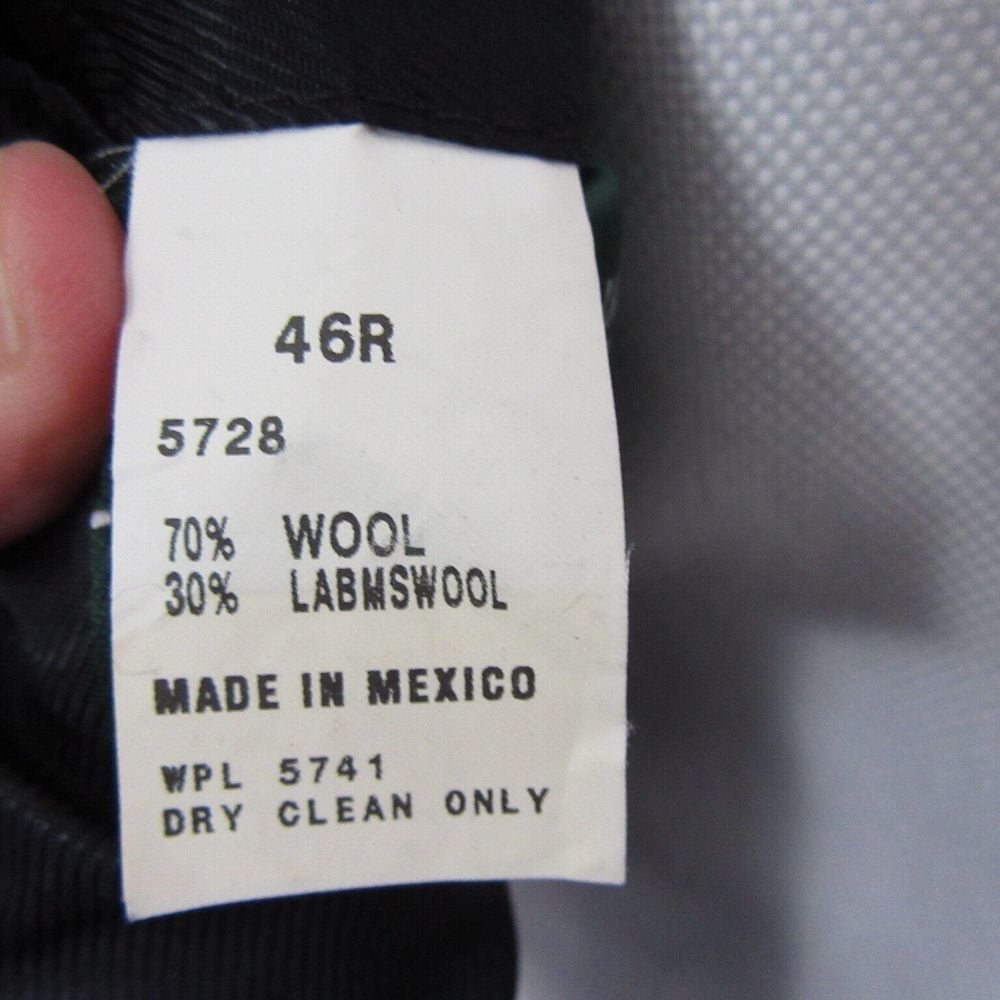 46R
5728
70% WOOL
30% LABMSWOOL
MADE IN MEXICO
WPL 5741
DRY CLEAN ONLY